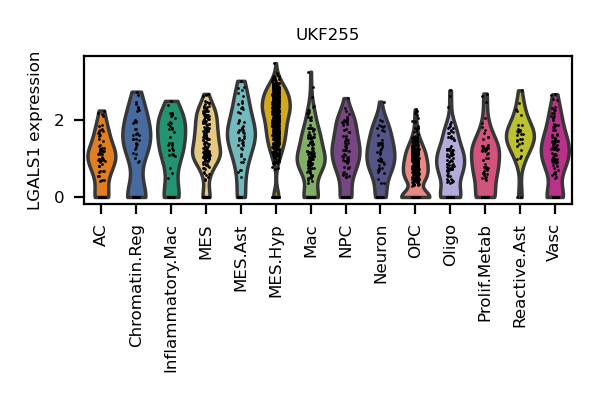 UKF255
LGALS1 expression
2
0
AC
Chromatin.Reg
Inflammatory.Mac
MES
MES.Ast
MES.Hyp
Mac
NPC
Neuron
OPC
Oligo
Prolif.Metab
Reactive.Ast
Vasc